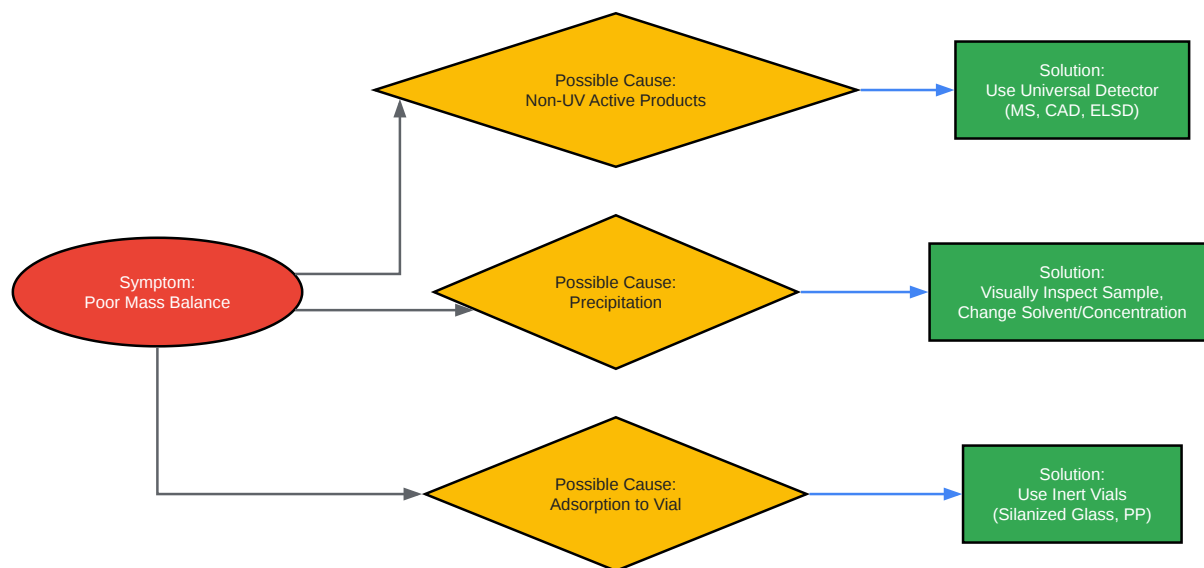 Symptom:
Poor Mass Balance
Possible Cause:
Non-UV Active Products
Solution:
Use Universal Detector
(MS, CAD, ELSD)
Possible Cause:
Precipitation
Solution:
Visually Inspect Sample,
Change Solvent/Concentration
Possible Cause:
Adsorption to Vial
Solution:
Use Inert Vials
(Silanized Glass, PP)